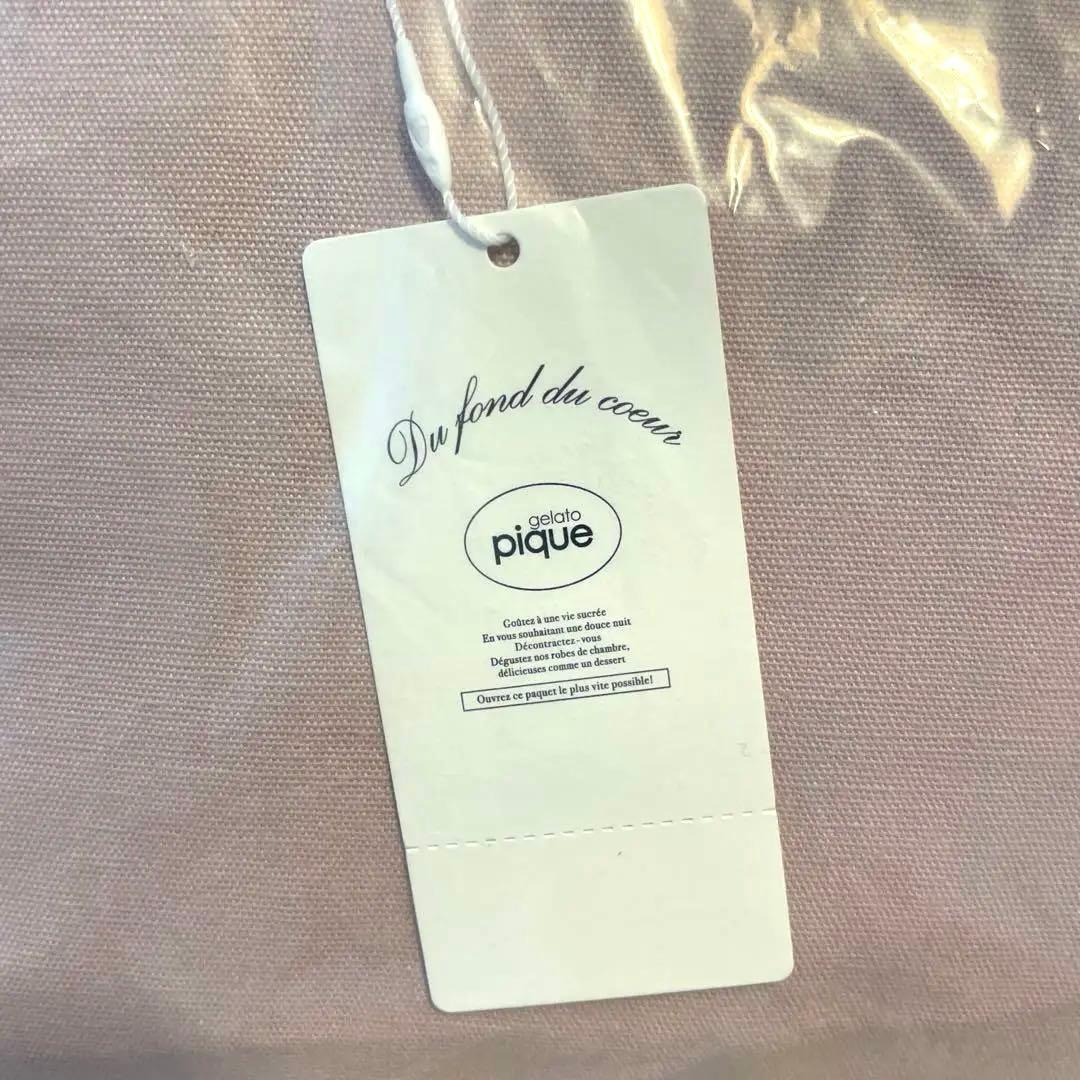 Du fond du coeur
gelato
pique
Goûtez à une vie sucrée
En vous souhaitant une douce nuit
Décontractez-vous
Dégustez nos robes de chambre,
délicieuses comme un dessert
Ouvrez ce paquet le plus vite possible!